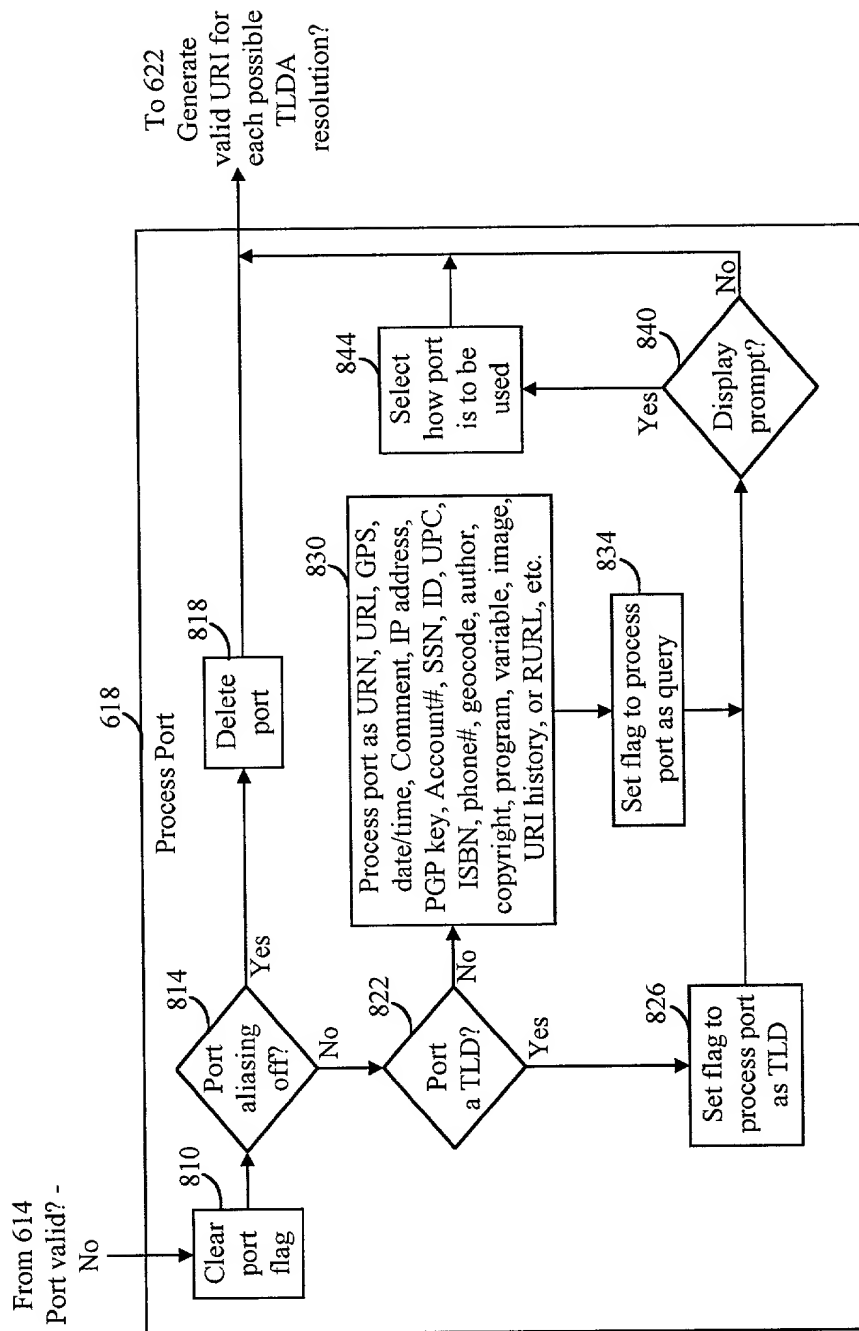 From 614
Port valid? -
No
618
Process Port
810
Clear
port
flag
814
Port
aliasing
off?
Yes
No
818
Delete
port
To 622
Generate
valid URI for
each possible
TLDA
resolution?
822
Port
a TLD?
No
Yes
830
Process port as URN, URI, GPS,
date/time, Comment, IP address,
PGP key, Account#, SSN, ID, UPC,
ISBN, phone#, geocode, author,
copyright, program, variable, image,
URI history, or RURL, etc.
834
Set flag to process
port as query
826
Set flag to
process port
as TLD
840
Display
prompt?
Yes
No
844
Select
how port
is to be
used